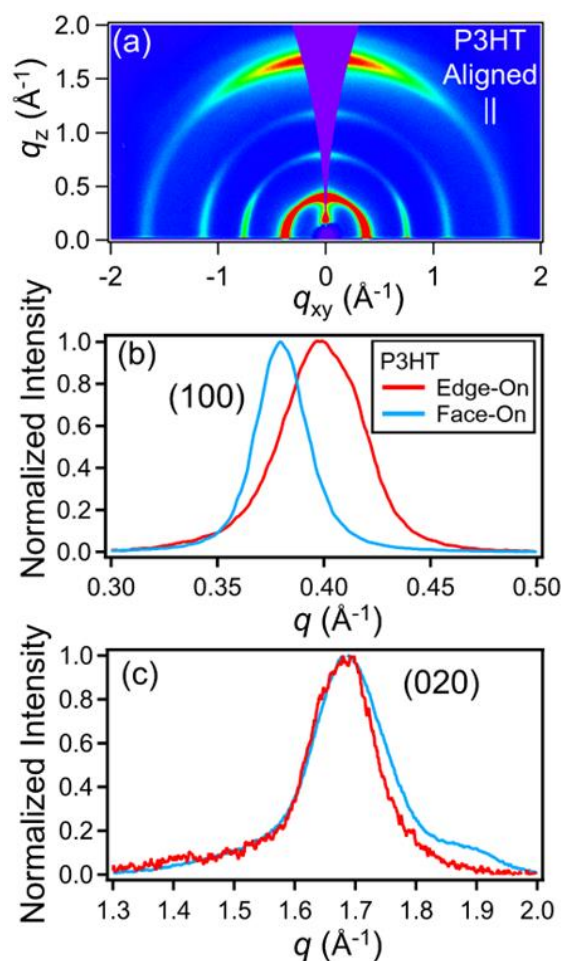 (a)
P3HT
Aligned
||
2.0
1.5
1.0
0.5
0.0
qz (Å-1)
-2 -1 0 1 2
qxy (Å-1)
(b)
(100)
P3HT
Edge-On
Face-On
1.0
0.8
0.6
0.4
0.2
0.0
Normalized Intensity
0.30 0.35 0.40 0.45 0.50
q (Å-1)
(c)
(020)
1.0
0.8
0.6
0.4
0.2
0.0
Normalized Intensity
1.3 1.4 1.5 1.6 1.7 1.8 1.9 2.0
q (Å-1)